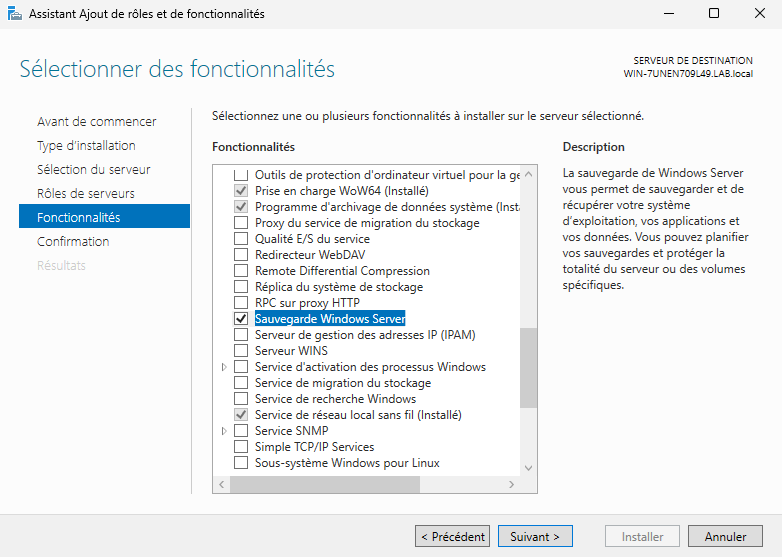 Assistant Ajout de rôles et de fonctionnalités
Sélectionner des fonctionnalités
SERVEUR DE DESTINATION
WIN-7UNEN709L49.LAB.local
Avant de commencer
Type d'installation
Sélection du serveur
Rôles de serveurs
Fonctionnalités
Confirmation
Résultats
Sélectionnez une ou plusieurs fonctionnalités à installer sur le serveur sélectionné.
Fonctionnalités
Outils de protection d'ordinateur virtuel pour la ge
Prise en charge WoW64 (Installé)
Programme d'archivage de données système (Insta
Proxy du service de migration du stockage
Qualité E/S du service
Redirecteur WebDAV
Remote Differential Compression
Réplica du système de stockage
RPC sur proxy HTTP
Sauvegarde Windows Server
Serveur de gestion des adresses IP (IPAM)
Serveur WINS
Service d'activation des processus Windows
Service de migration du stockage
Service de recherche Windows
Service de réseau local sans fil (Installé)
Service SNMP
Simple TCP/IP Services
Sous-système Windows pour Linux
Description
La sauvegarde de Windows Server
vous permet de sauvegarder et de
récupérer votre système
d'exploitation, vos applications et
vos données. Vous pouvez planifier
vos sauvegardes et protéger la
totalité du serveur ou des volumes
spécifiques.
< Précédent
Suivant >
Installer
Annuler